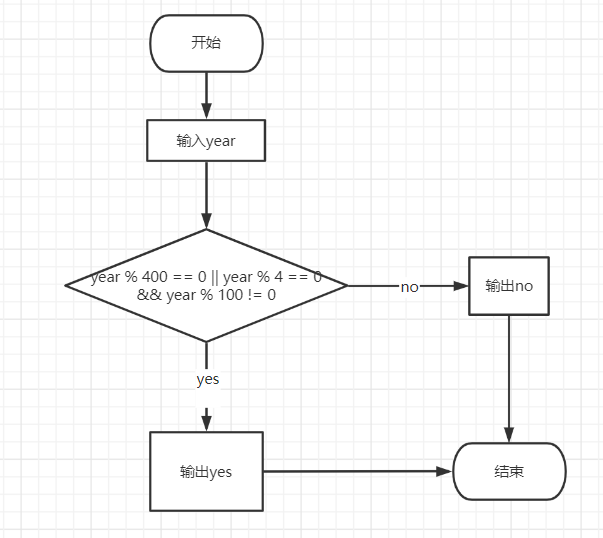 开始
输入year
year % 400 == 0 || year % 4 == 0
&& year % 100 != 0
no
输出no
yes
输出yes
结束